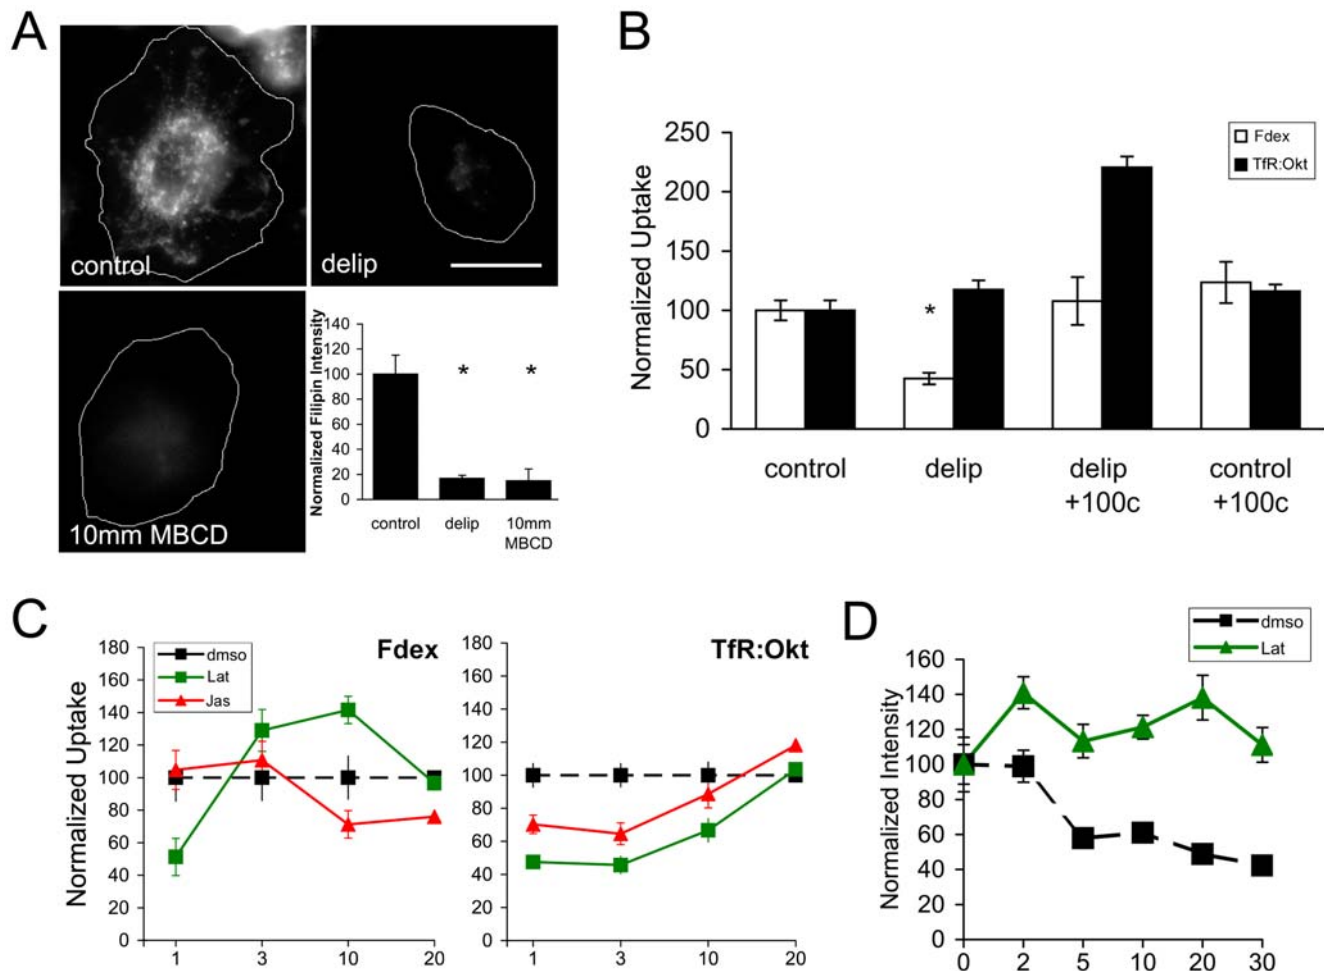 A
control
delip
10mm MBCD
Normalized Filipin Intensity
140
120
100
80
60
40
20
0
control
delip
10mm
MBCD
*
*
B
Normalized Uptake
250
200
150
100
50
0
Fdex
TfR:Okt
*
control
delip
delip
+100c
control
+100c
C
Normalized Uptake
180
160
140
120
100
80
60
40
20
0
dmso
Lat
Jas
Fdex
1
3
10
20
TfR:Okt
180
160
140
120
100
80
60
40
20
0
1
3
10
20
D
dmso
Lat
Normalized Intensity
160
140
120
100
80
60
40
20
0
0
2
5
10
20
30